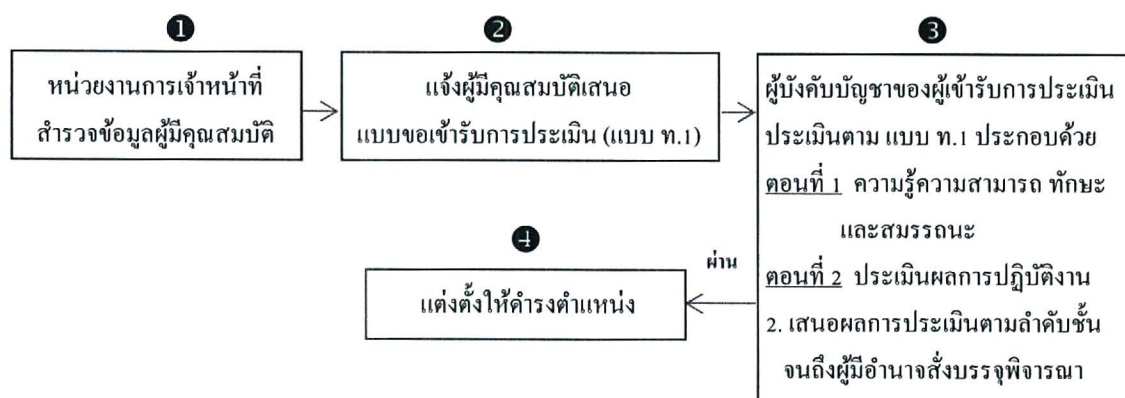 ❶
หน่วยงานการเจ้าหน้าที่
สำรวจข้อมูลผู้มีคุณสมบัติ
❷
แจ้งผู้มีคุณสมบัติเสนอ
แบบขอเข้ารับการประเมิน (แบบ ท.1)
❸
ผู้บังคับบัญชาของผู้เข้ารับการประเมิน
ประเมินตาม แบบ ท.1 ประกอบด้วย
ตอนที่ 1 ความรู้ความสามารถ ทักษะ
และสมรรถนะ
ตอนที่ 2 ประเมินผลการปฏิบัติงาน
2. เสนอผลการประเมินตามลำดับชั้น
จนถึงผู้มีอำนาจสั่งบรรจุพิจารณา
ผ่าน
❹
แต่งตั้งให้ดำรงตำแหน่ง